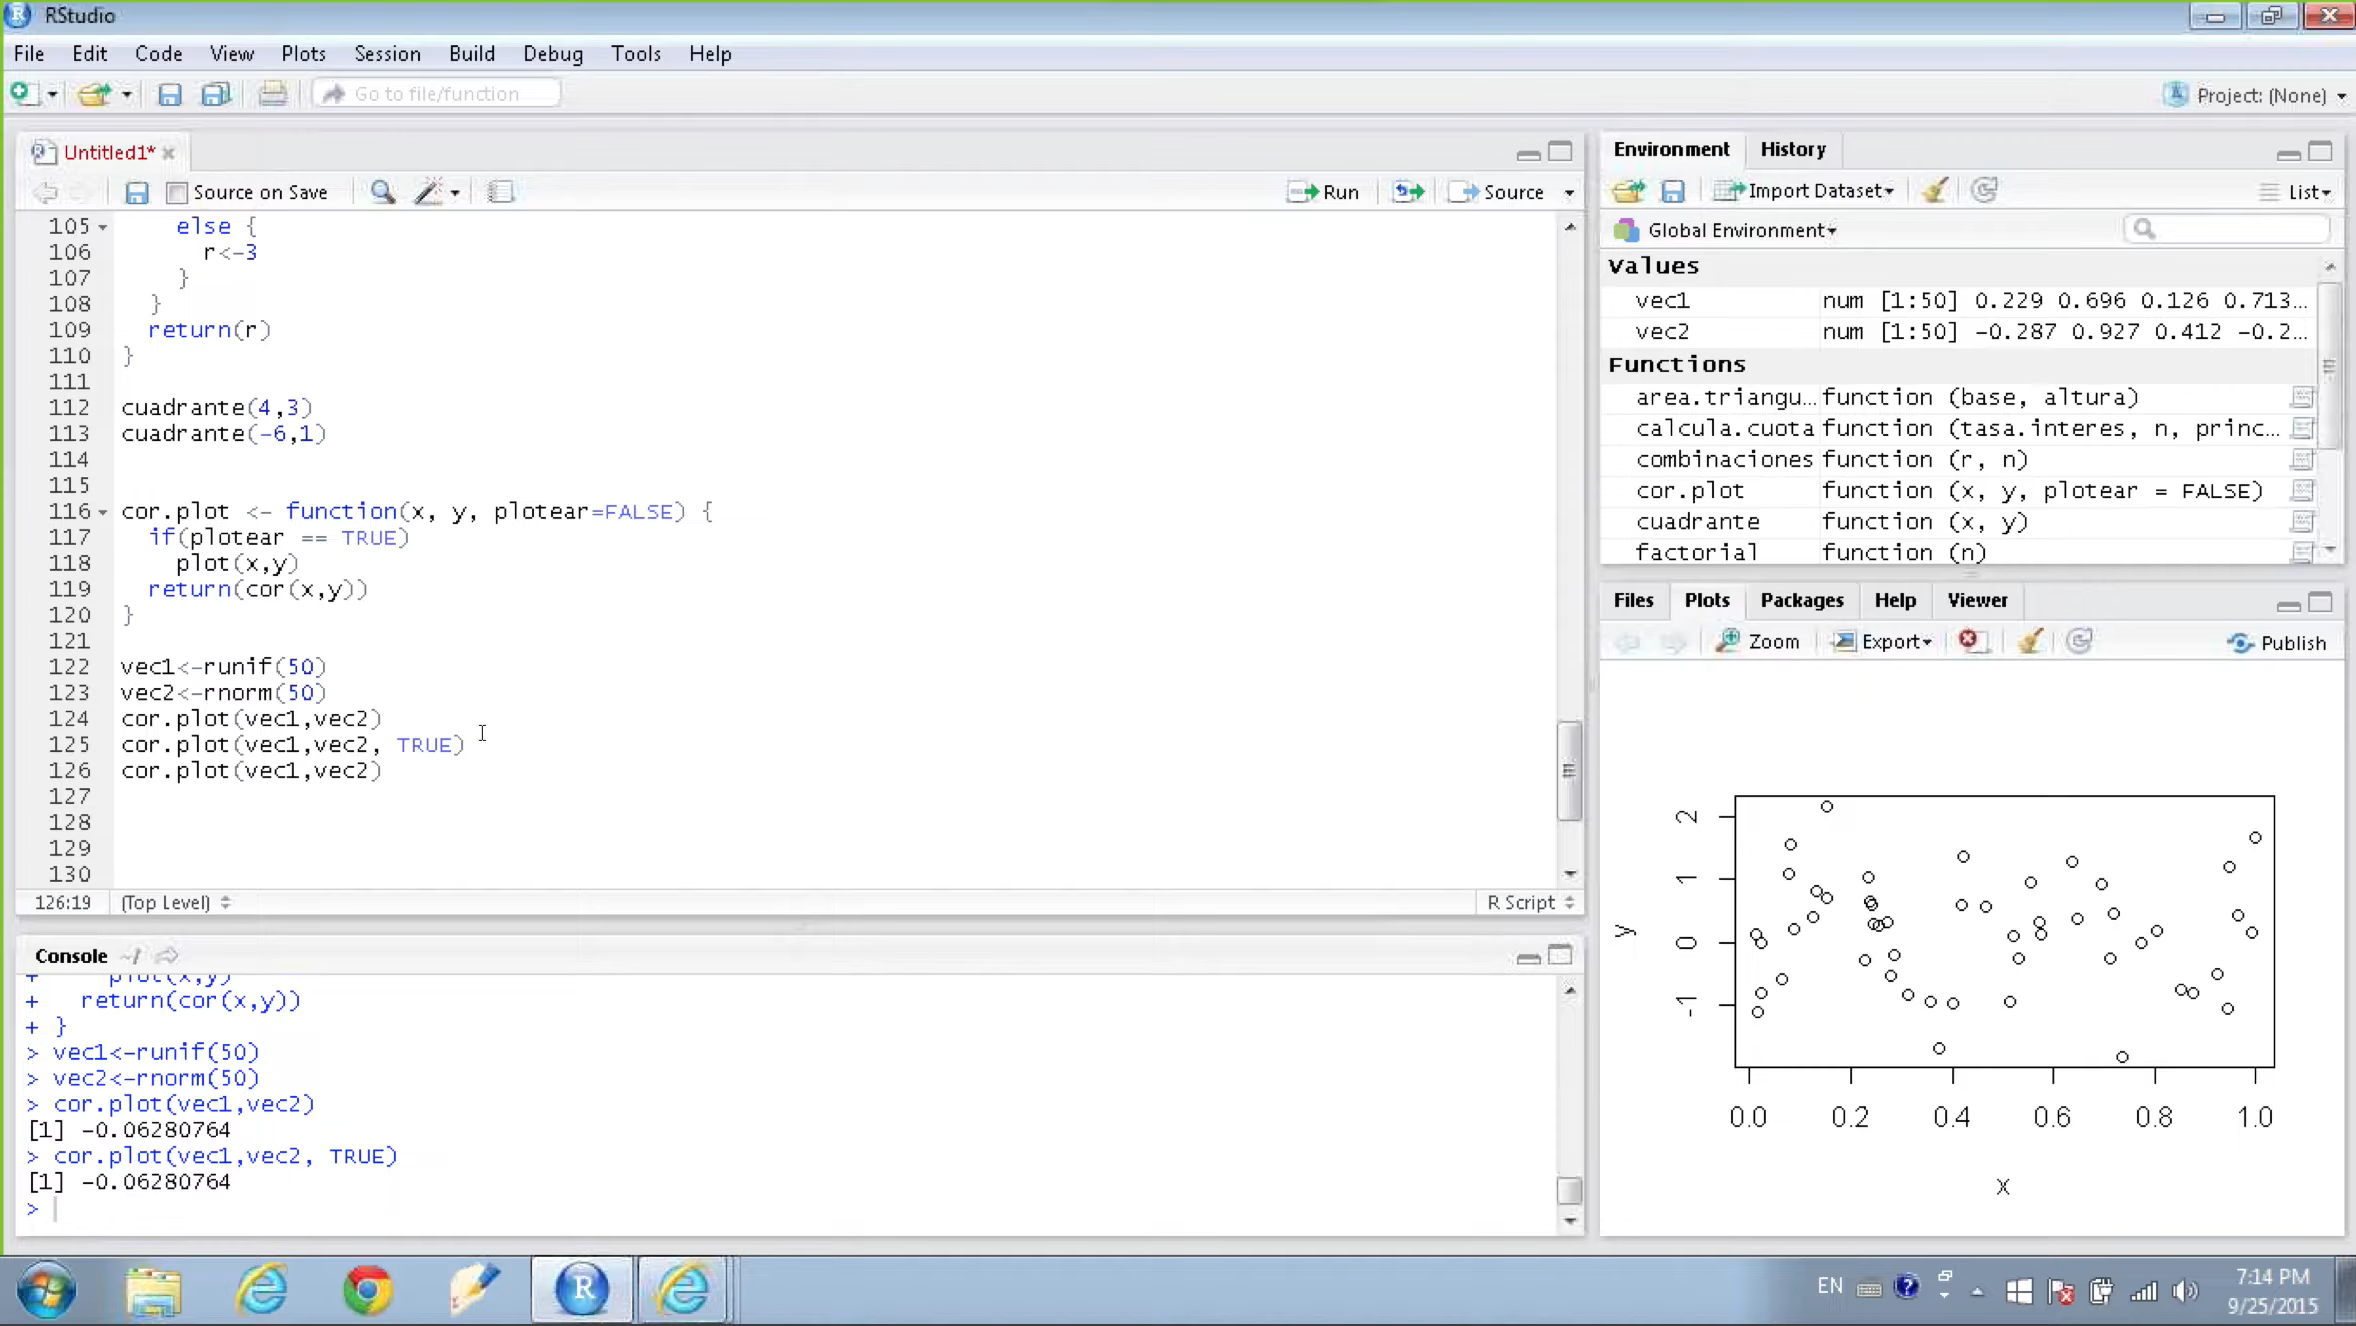 RStudio
File Edit Code View Plots Session Build Debug Tools Help
Go to file/function
Project: (None)
Untitled1*
Source on Save
Run
Source
105 else {
106 r<-3
107 }
108 }
109 return(r)
110 }
111
112 cuadrante(4,3)
113 cuadrante(-6,1)
114
115
116 cor.plot <- function(x, y, plotear=FALSE) {
117 if(plotear == TRUE)
118 plot(x,y)
119 return(cor(x,y))
120 }
121
122 vec1<-runif(50)
123 vec2<-rnorm(50)
124 cor.plot(vec1,vec2)
125 cor.plot(vec1,vec2, TRUE)
126 cor.plot(vec1,vec2)
127
128
129
130
126:19 (Top Level) R Script
Console ~/
+ plot(x,y)
+ return(cor(x,y))
+ }
> vec1<-runif(50)
> vec2<-rnorm(50)
> cor.plot(vec1,vec2)
[1] -0.06280764
> cor.plot(vec1,vec2, TRUE)
[1] -0.06280764
>
Environment History
Import Dataset
List
Global Environment
Values
vec1 num [1:50] 0.229 0.696 0.126 0.713...
vec2 num [1:50] -0.287 0.927 0.412 -0.2...
Functions
area.triangu... function (base, altura)
calcula.cuota function (tasa.interes, n, princ...
combinaciones function (r, n)
cor.plot function (x, y, plotear = FALSE)
cuadrante function (x, y)
factorial function (n)
Files Plots Packages Help Viewer
Zoom Export Publish
2
1
0
-1
y
0.0 0.2 0.4 0.6 0.8 1.0
x
EN
7:14 PM
9/25/2015